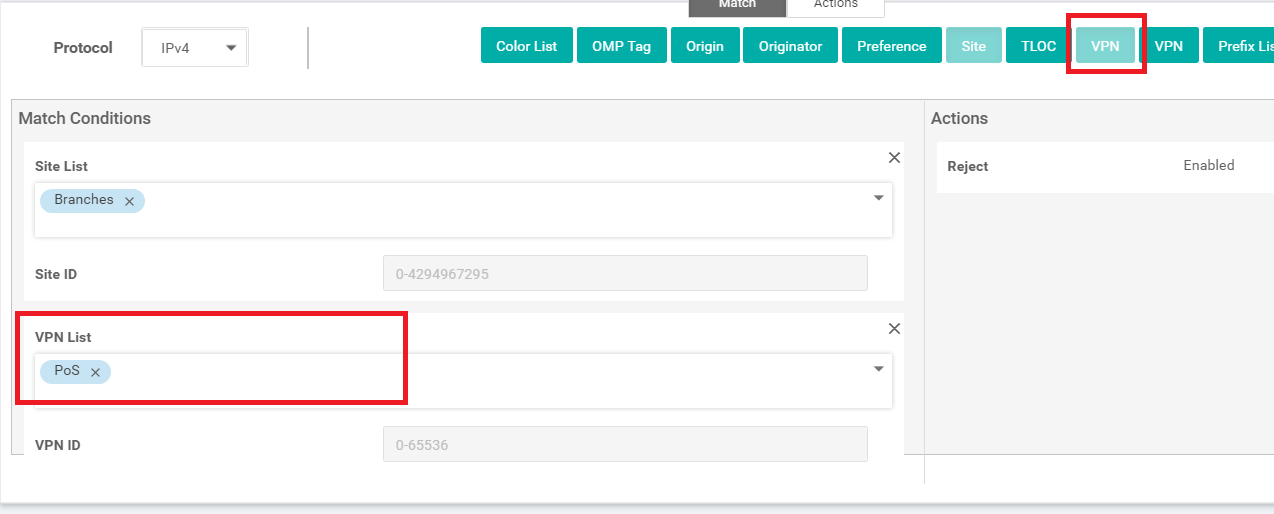 Match Actions
Protocol IPv4 Color List OMP Tag Origin Originator Preference Site TLOC VPN VPN Prefix Lis
Match Conditions Actions
Site List
Reject Enabled
Branches
Site ID 0-4294967295
VPN List
PoS
VPN ID 0-65536